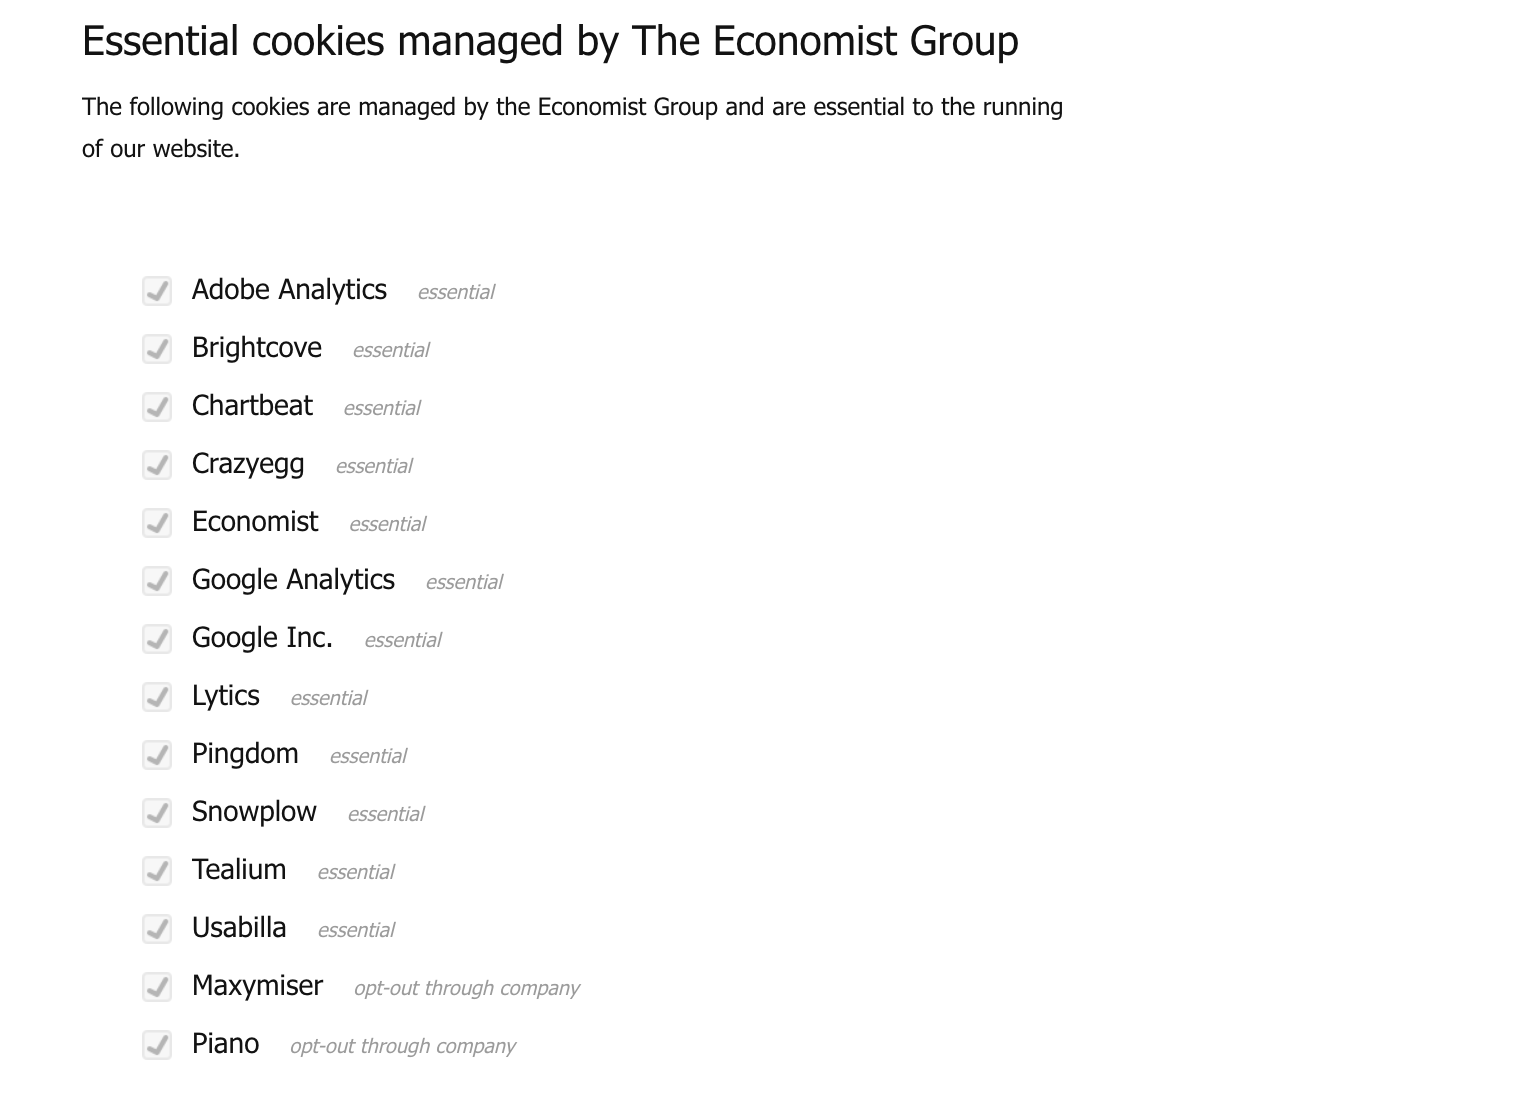 Essential cookies managed by The Economist Group
The following cookies are managed by the Economist Group and are essential to the running
of our website.
Adobe Analytics essential
Brightcove essential
Chartbeat essential
Crazyegg essential
Economist essential
Google Analytics essential
Google Inc. essential
Lytics essential
Pingdom essential
Snowplow essential
Tealium essential
Usabilla essential
Maxymiser opt-out through company
Piano opt-out through company